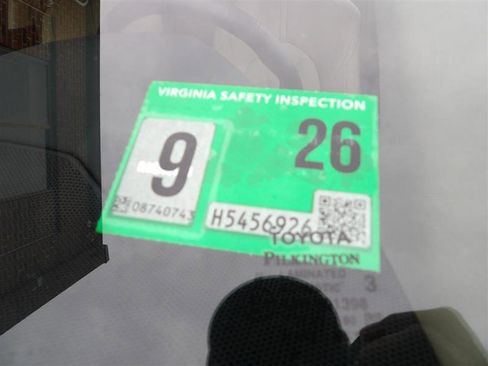 VIRGINIA SAFETY INSPECTION
9
26
08740743
H5456926
TOYOTA
PILKINGTON
LAMINATED
3